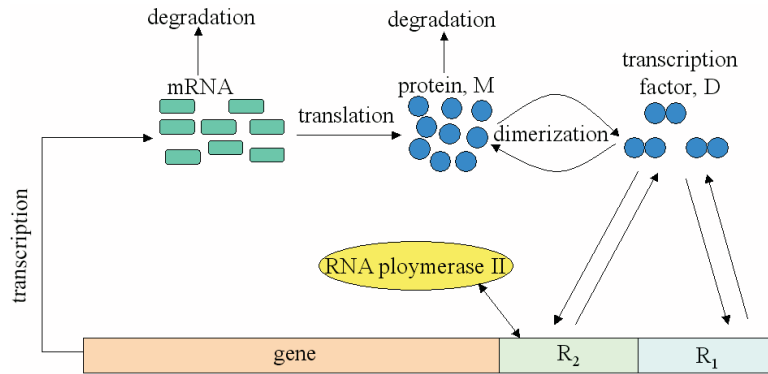 degradation
degradation
mRNA
protein, M
transcription
factor, D
translation
dimerization
transcription
RNA ploymerase II
gene
R2
R1